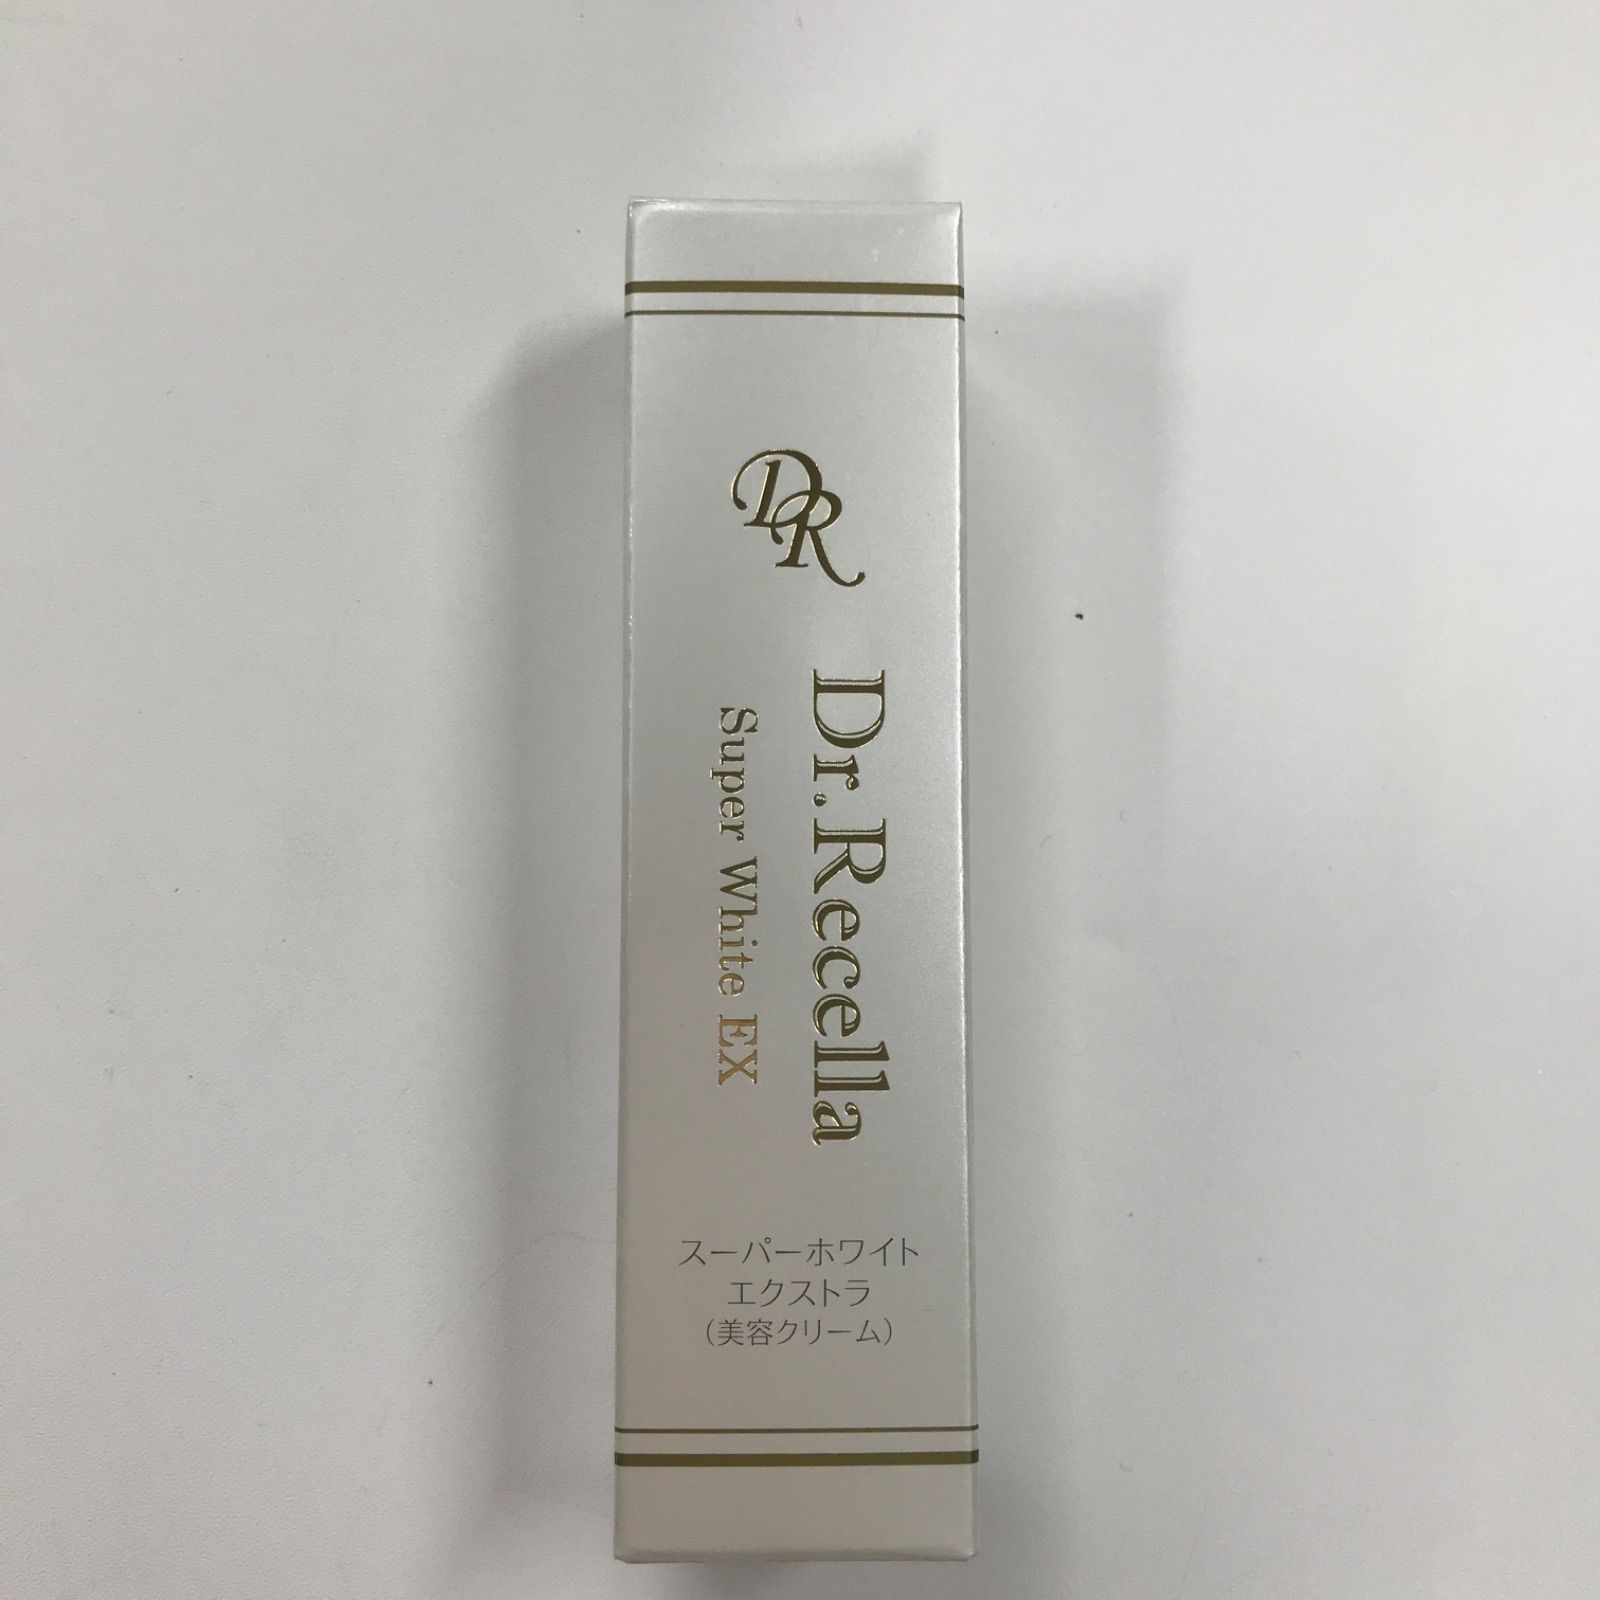 DR
Dr.Recella
Super White EX
スーパーホワイト
エクストラ
（美容クリーム）